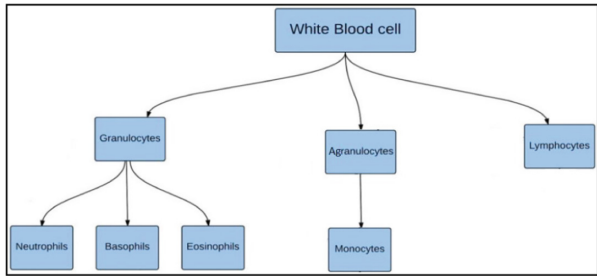 White Blood cell
Granulocytes
Agranulocytes
Lymphocytes
Neutrophils
Basophils
Eosinophils
Monocytes